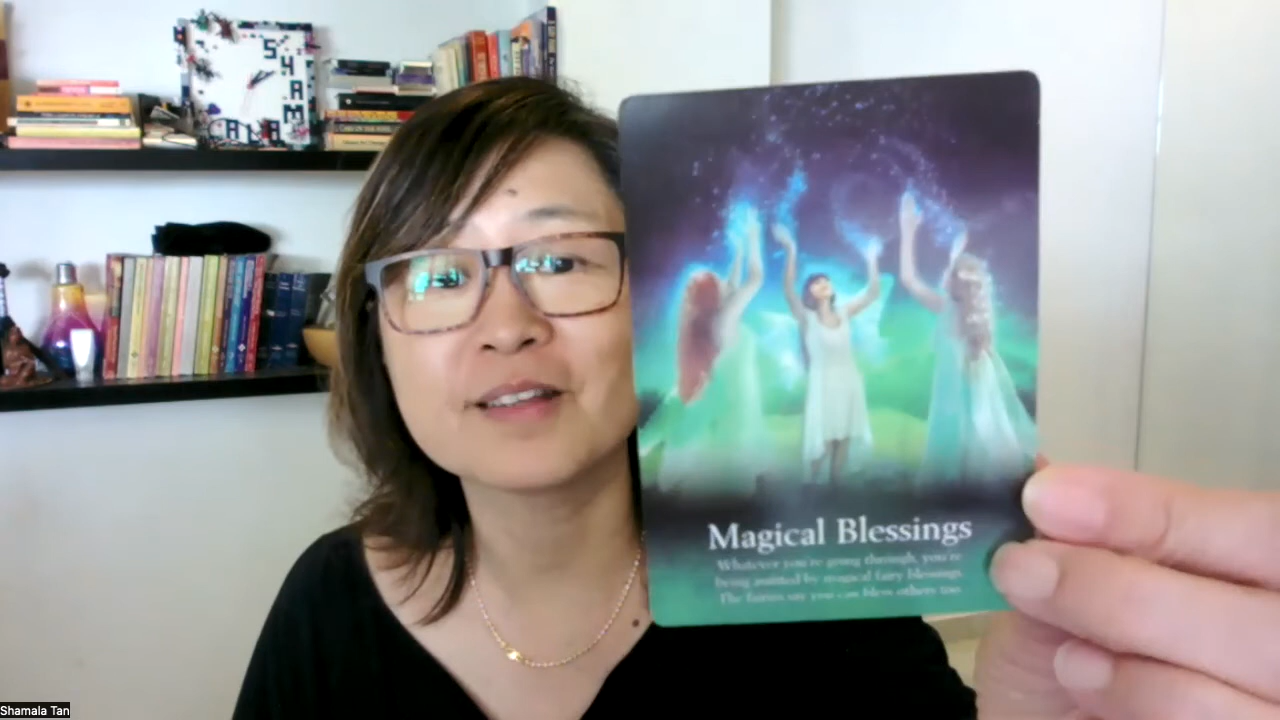 SHAMALA
Magical Blessings
Whatever you're going through, you're
being assisted by magical fairy blessings.
The fairies say you can bless others too.
Shamala Tan